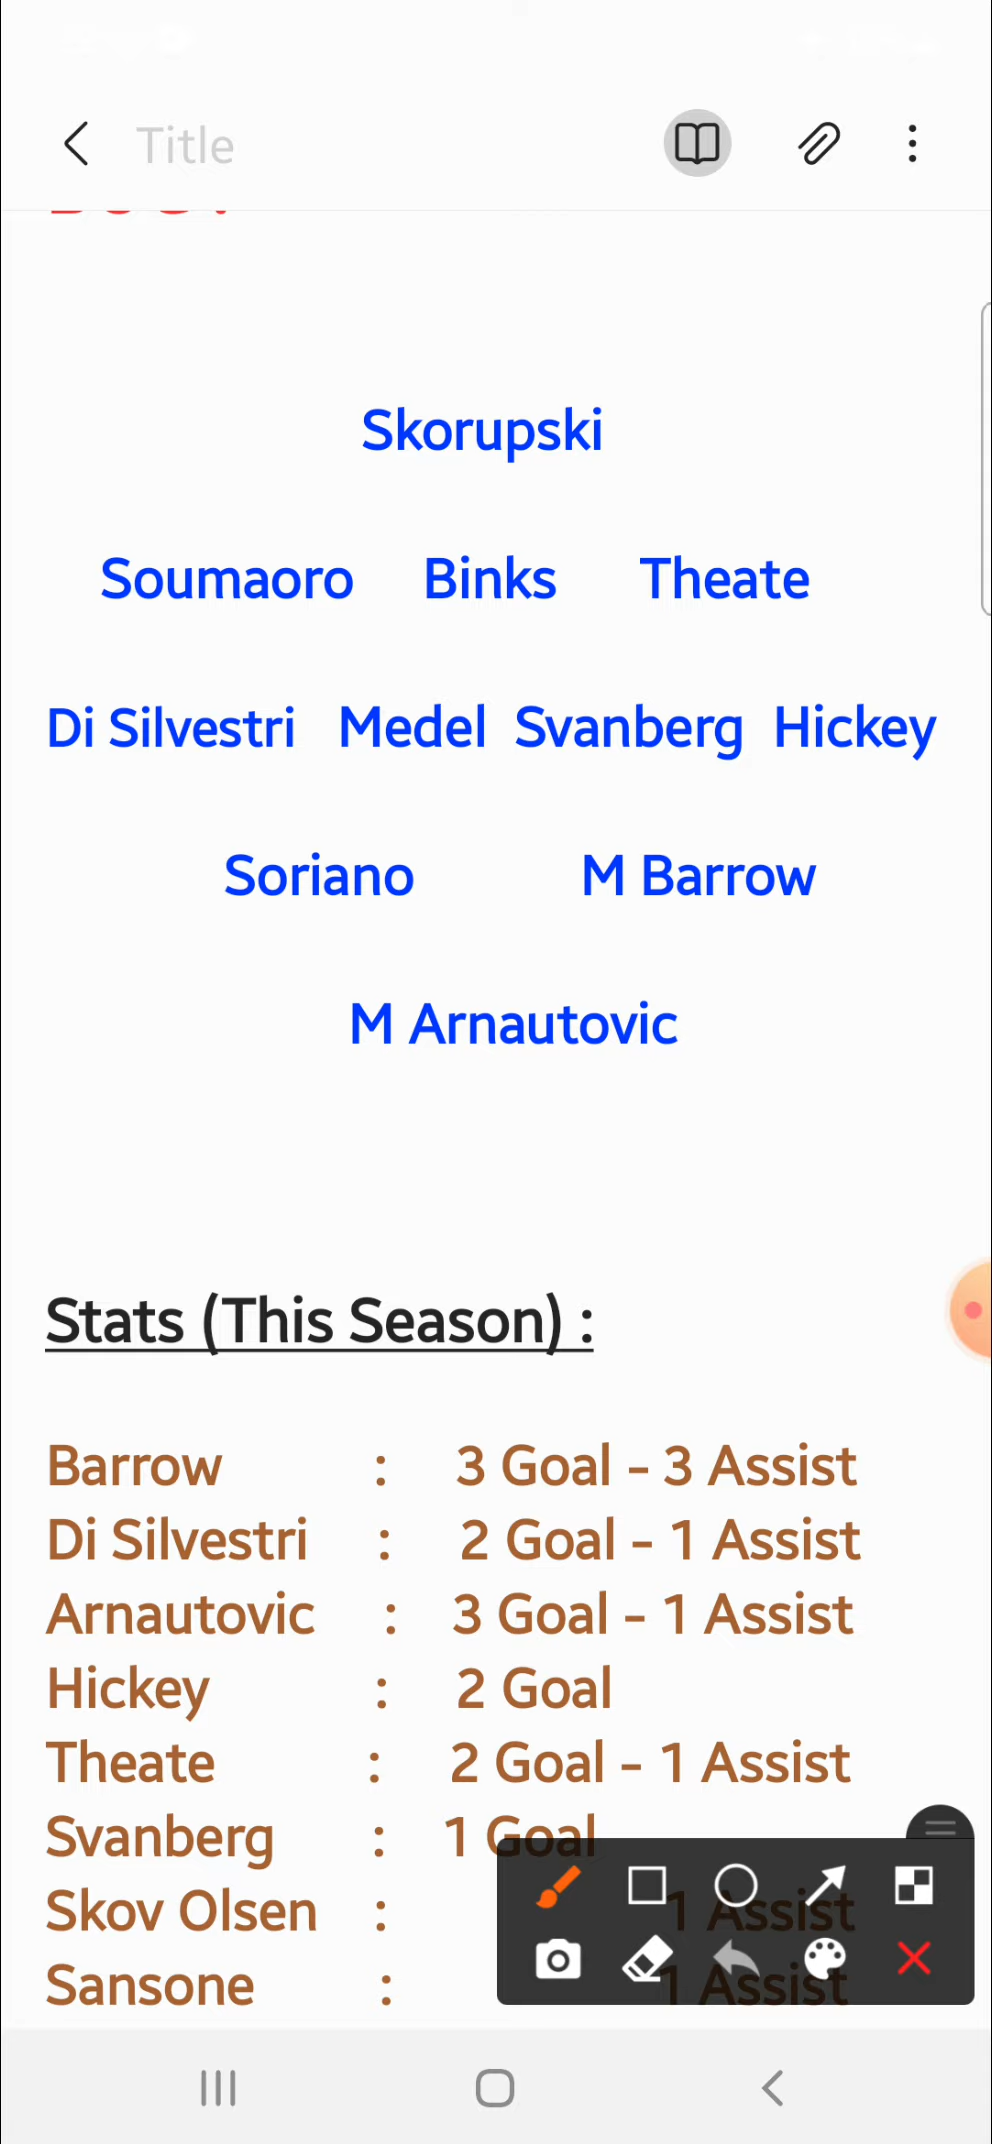 Title
Skorupski
Soumaoro Binks Theate
Di Silvestri Medel Svanberg Hickey
Soriano M Barrow
M Arnautovic
Stats (This Season) :
Barrow : 3 Goal - 3 Assist
Di Silvestri : 2 Goal - 1 Assist
Arnautovic : 3 Goal - 1 Assist
Hickey : 2 Goal
Theate : 2 Goal - 1 Assist
Svanberg : 1 Goal
Skov Olsen : 1 Assist
Sansone : 1 Assist